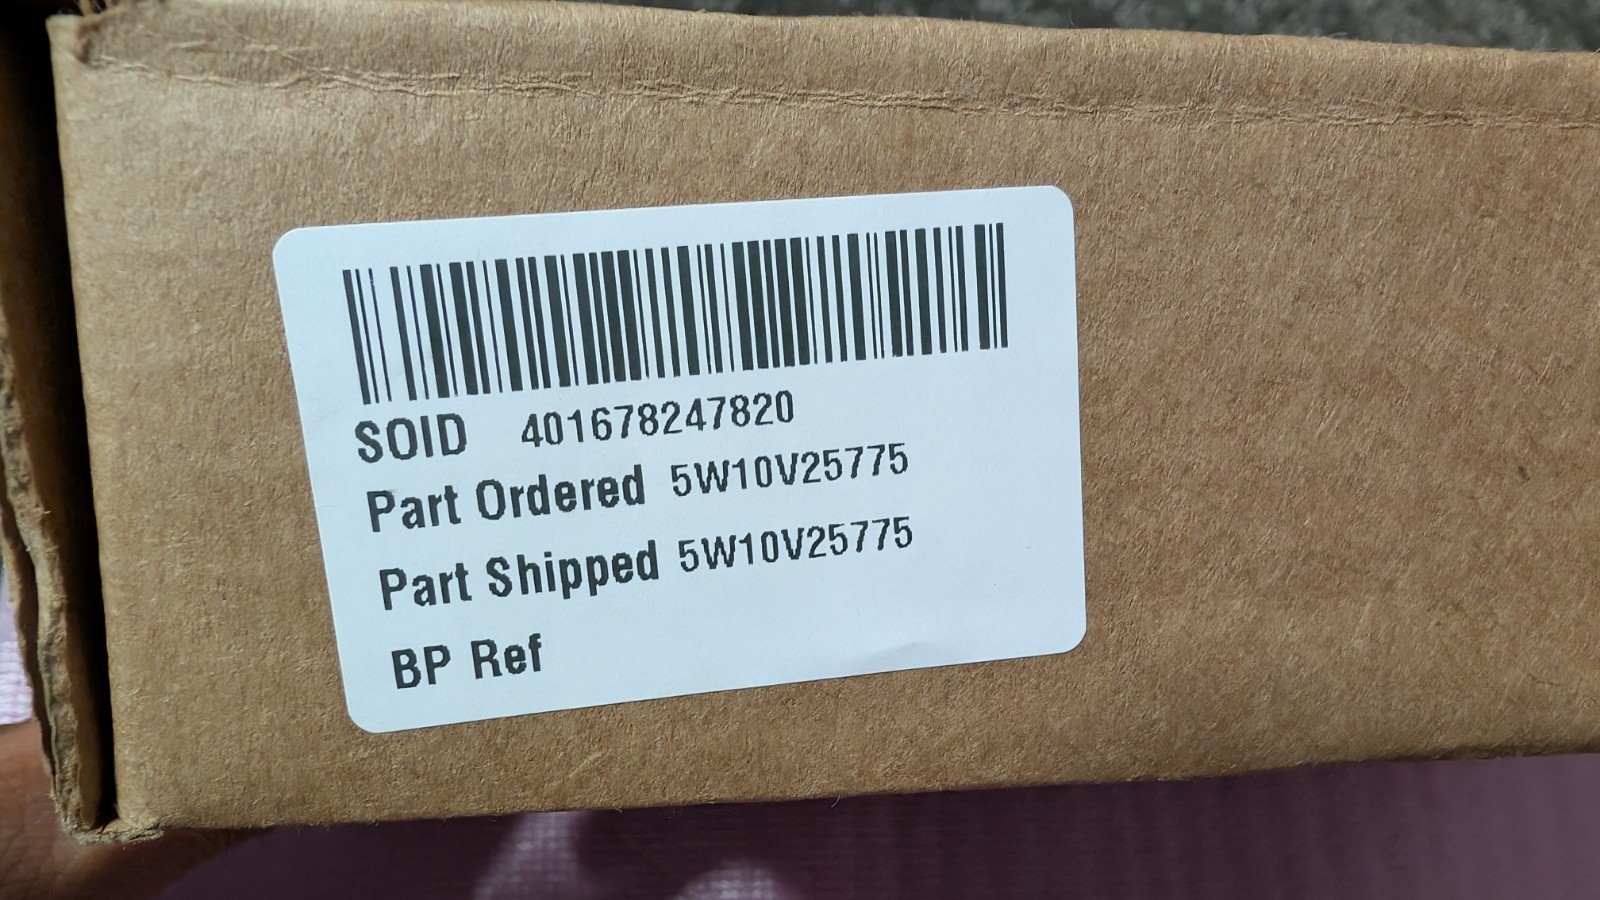 SOID 401678247820
Part Ordered 5W10V25775
Part Shipped 5W10V25775
BP Ref